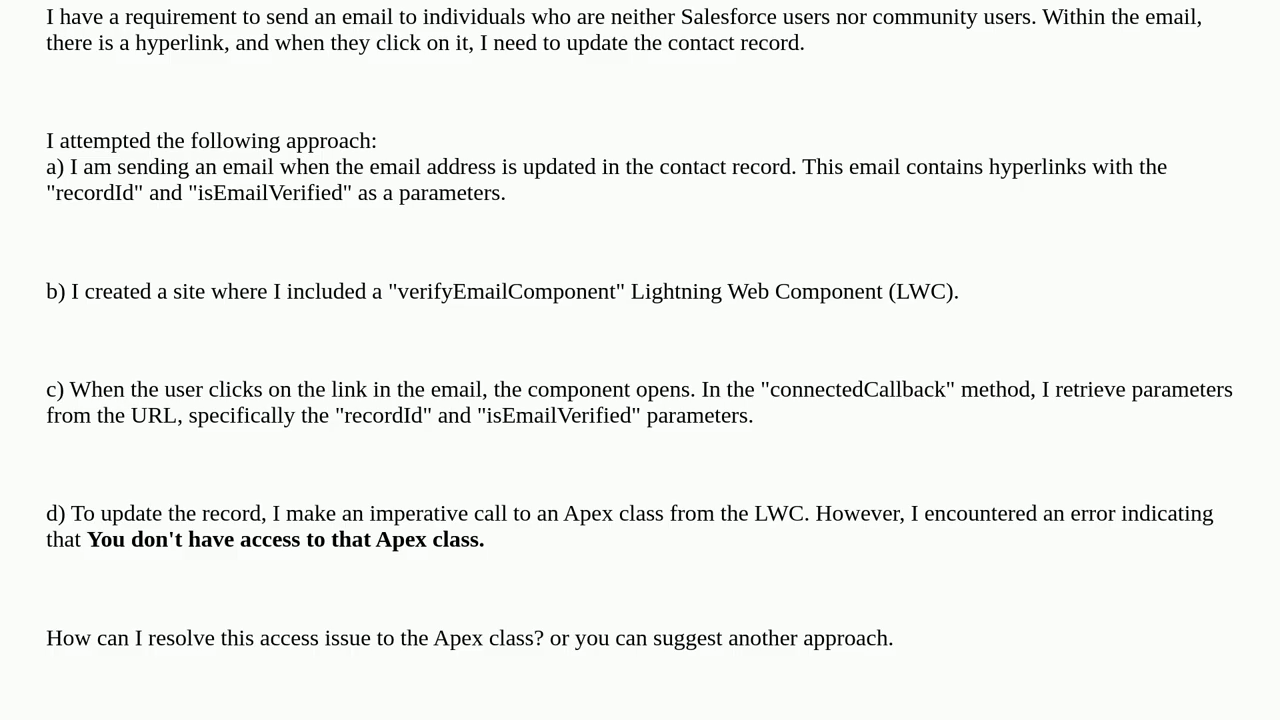 I have a requirement to send an email to individuals who are neither Salesforce users nor community users. Within the email,
there is a hyperlink, and when they click on it, I need to update the contact record.
I attempted the following approach:
a) I am sending an email when the email address is updated in the contact record. This email contains hyperlinks with the
"recordId" and "isEmailVerified" as a parameters.
b) I created a site where I included a "verifyEmailComponent" Lightning Web Component (LWC).
c) When the user clicks on the link in the email, the component opens. In the "connectedCallback" method, I retrieve parameters
from the URL, specifically the "recordId" and "isEmailVerified" parameters.
d) To update the record, I make an imperative call to an Apex class from the LWC. However, I encountered an error indicating
that You don't have access to that Apex class.
How can I resolve this access issue to the Apex class? or you can suggest another approach.